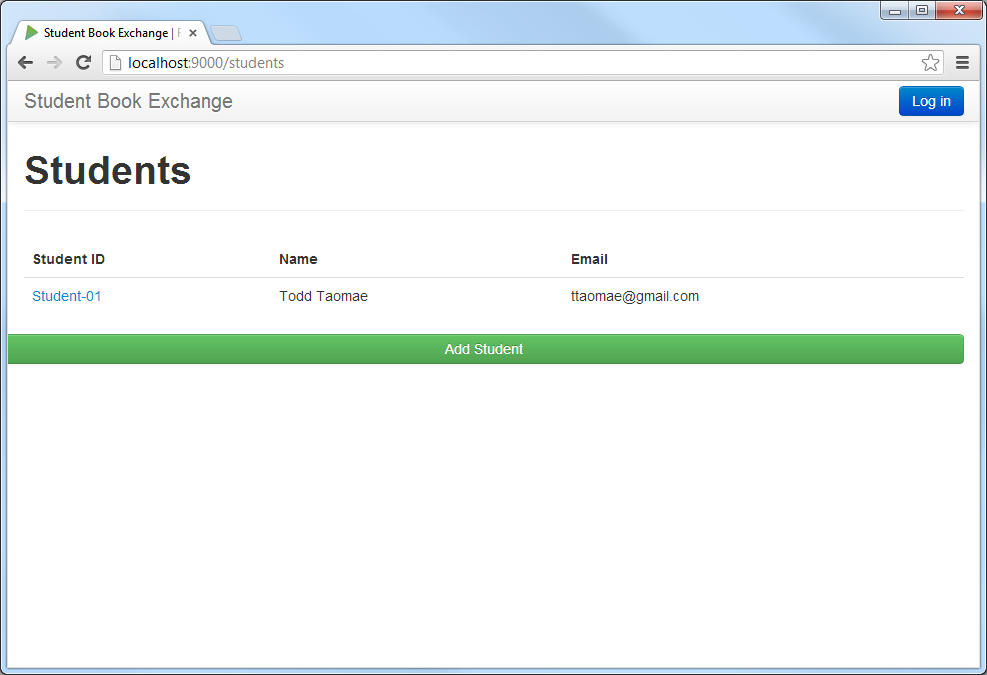 Student Book Exchange |
localhost:9000/students
Student Book Exchange
Log in
Students
Student ID Name Email
Student-01 Todd Taomae ttaomae@gmail.com
Add Student